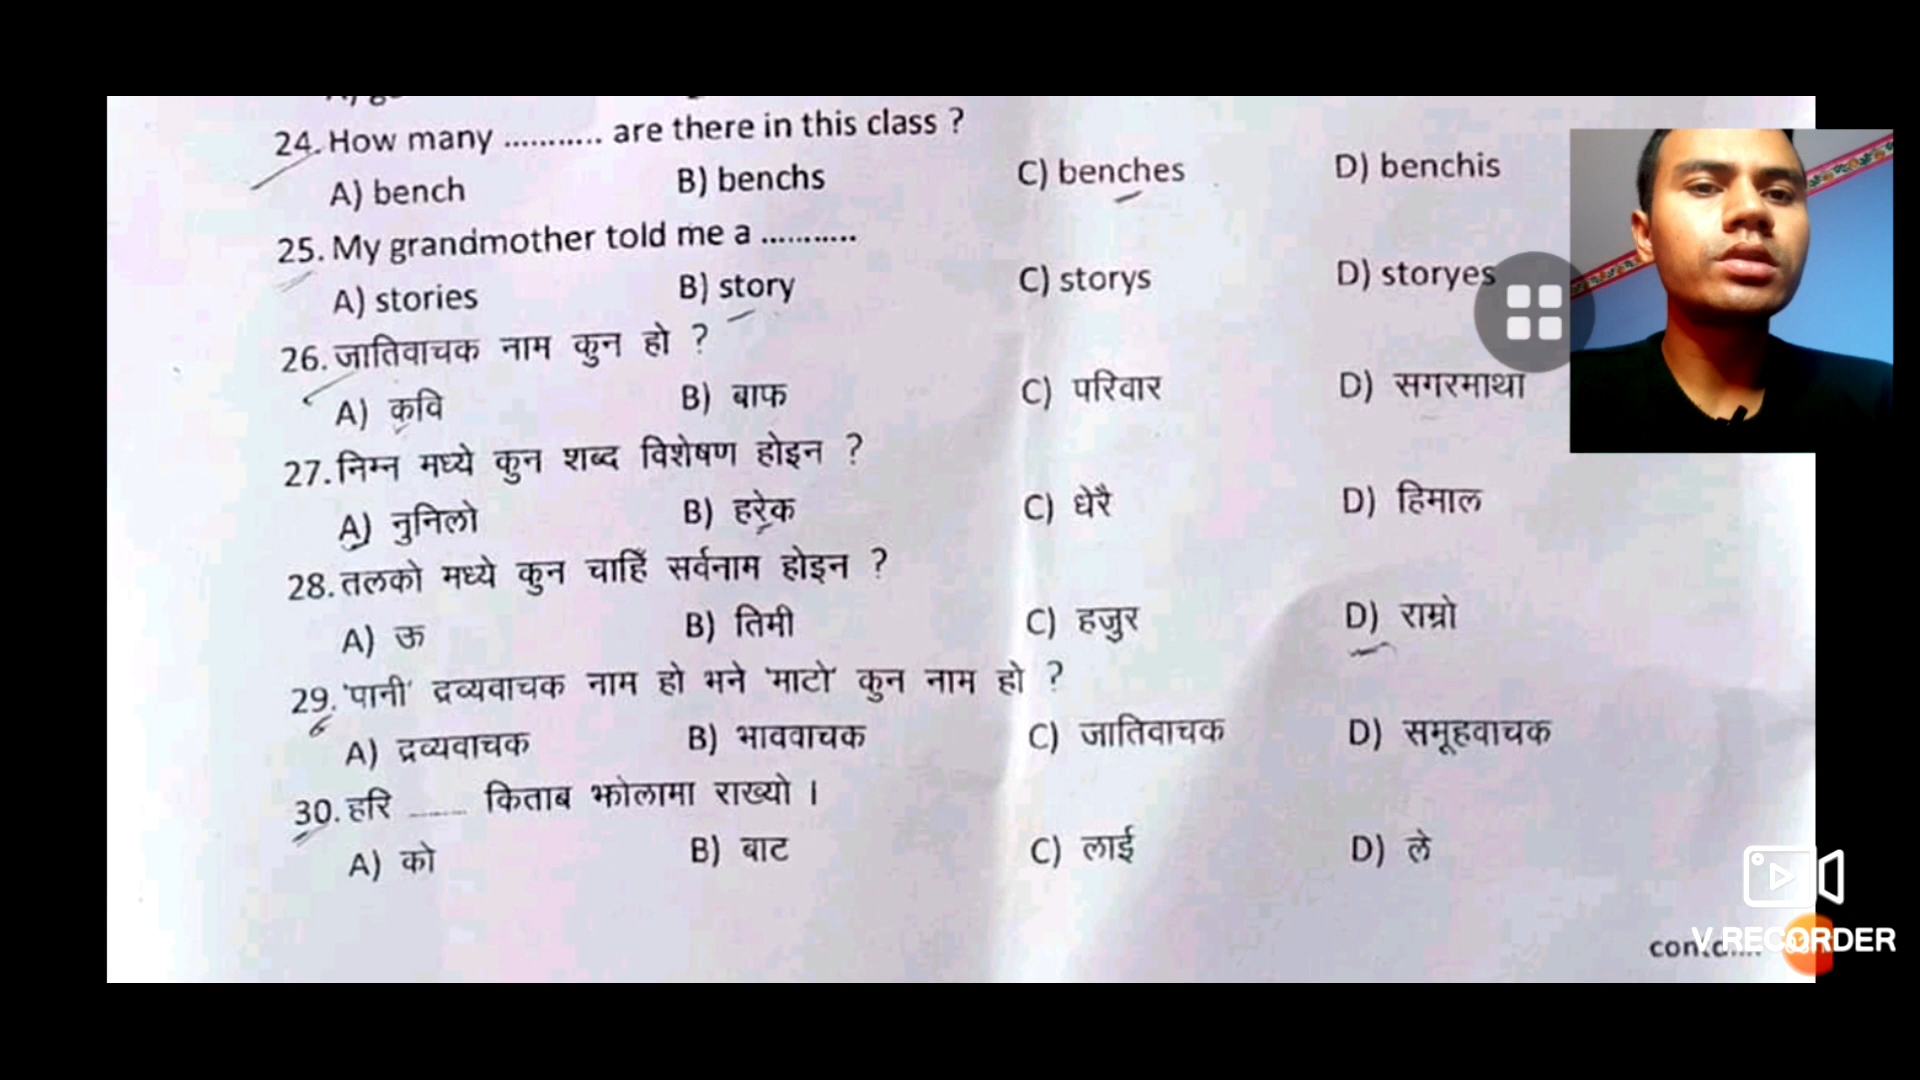 24. How many ........... are there in this class ?
A) bench B) benchs C) benches D) benchis
25. My grandmother told me a ..........
A) stories B) story C) storys D) storyes
26. जातिवाचक नाम कुन हो ?
A) कवि B) बाफ C) परिवार D) सगरमाथा
27. निम्न मध्ये कुन शब्द विशेषण होइन ?
A) नुनिलो B) हरेक C) धेरै D) हिमाल
28. तलको मध्ये कुन चाहिँ सर्वनाम होइन ?
A) ऊ B) तिमी C) हजुर D) राम्रो
29. 'पानी' द्रव्यवाचक नाम हो भने 'माटो' कुन नाम हो ?
A) द्रव्यवाचक B) भाववाचक C) जातिवाचक D) समूहवाचक
30. हरि ...... किताब झोलामा राख्यो ।
A) को B) बाट C) लाई D) ले
V RECORDER